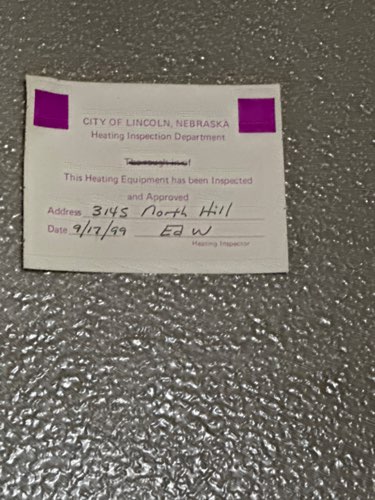 CITY OF LINCOLN, NEBRASKA
Heating Inspection Department
This Heating Equipment has been Inspected
and Approved
Address 3145 North Hill
Date 9/17/99 Ed W
Heating Inspector